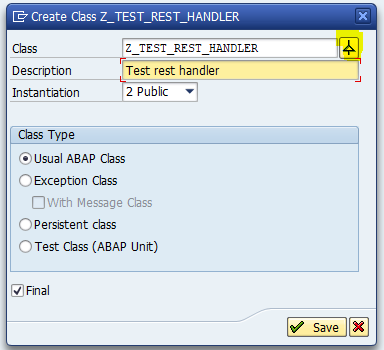 Create Class Z_TEST_REST_HANDLER
Class Z_TEST_REST_HANDLER
Description Test rest handler
Instantiation 2 Public
Class Type
Usual ABAP Class
Exception Class
With Message Class
Persistent class
Test Class (ABAP Unit)
Final
Save